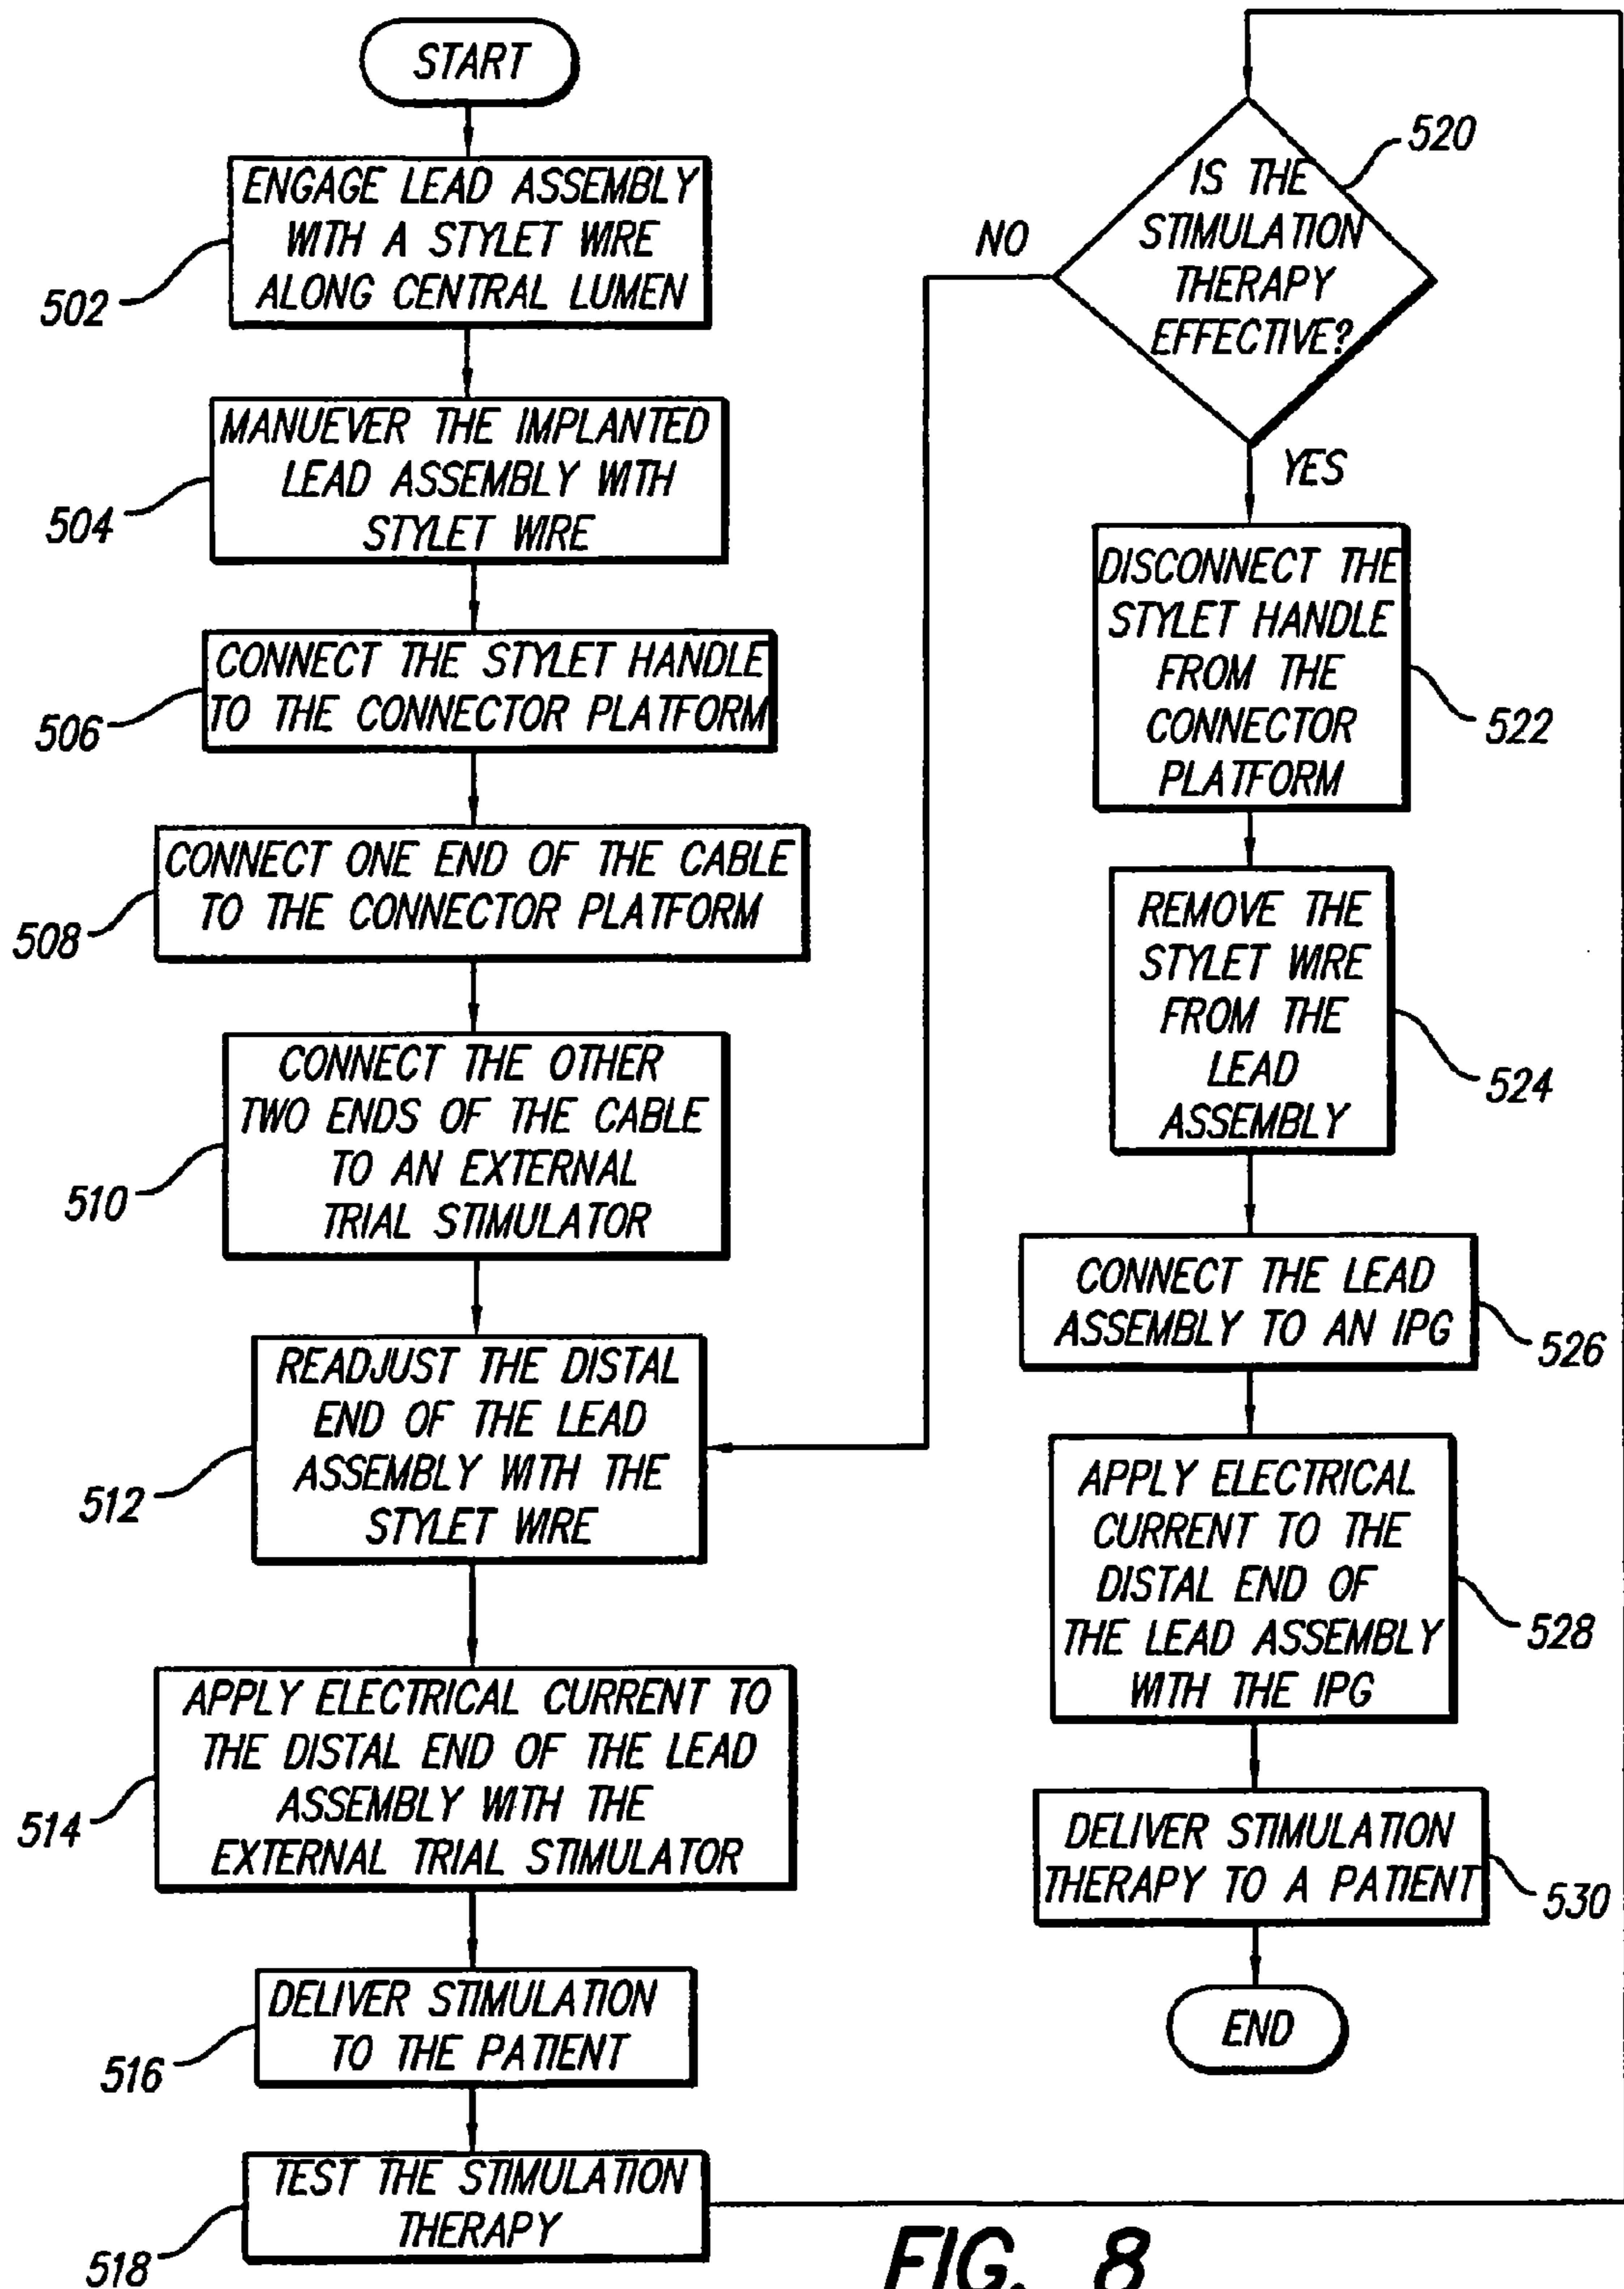 START
ENGAGE LEAD ASSEMBLY
WITH A STYLET WIRE
ALONG CENTRAL LUMEN
502
MANUEVER THE IMPLANTED
LEAD ASSEMBLY WITH
STYLET WIRE
504
CONNECT THE STYLET HANDLE
TO THE CONNECTOR PLATFORM
506
CONNECT ONE END OF THE CABLE
TO THE CONNECTOR PLATFORM
508
CONNECT THE OTHER
TWO ENDS OF THE CABLE
TO AN EXTERNAL
TRIAL STIMULATOR
510
READJUST THE DISTAL
END OF THE LEAD
ASSEMBLY WITH THE
STYLET WIRE
512
APPLY ELECTRICAL CURRENT TO
THE DISTAL END OF THE LEAD
ASSEMBLY WITH THE
EXTERNAL TRIAL STIMULATOR
514
DELIVER STIMULATION
TO THE PATIENT
516
TEST THE STIMULATION
THERAPY
518
IS THE
STIMULATION
THERAPY
EFFECTIVE?
520
NO
YES
DISCONNECT THE
STYLET HANDLE
FROM THE
CONNECTOR
PLATFORM
522
REMOVE THE
STYLET WIRE
FROM THE
LEAD
ASSEMBLY
524
CONNECT THE LEAD
ASSEMBLY TO AN IPG
526
APPLY ELECTRICAL
CURRENT TO THE
DISTAL END OF
THE LEAD ASSEMBLY
WITH THE IPG
528
DELIVER STIMULATION
THERAPY TO A PATIENT
530
END
FIG. 8